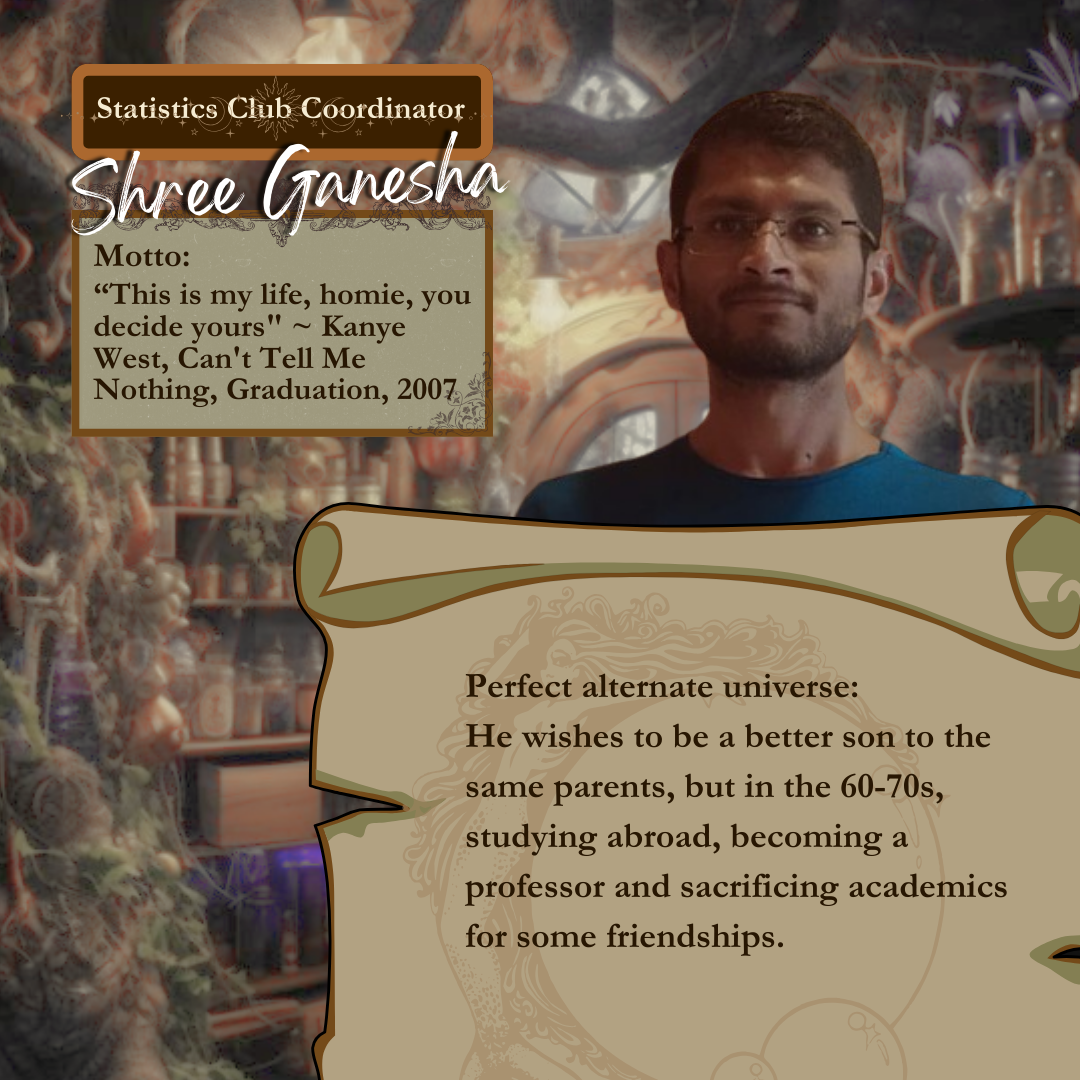 Statistics Club Coordinator
Shree Ganesha
Motto:
“This is my life, homie, you
decide yours" ~ Kanye
West, Can't Tell Me
Nothing, Graduation, 2007
Perfect alternate universe:
He wishes to be a better son to the
same parents, but in the 60-70s,
studying abroad, becoming a
professor and sacrificing academics
for some friendships.